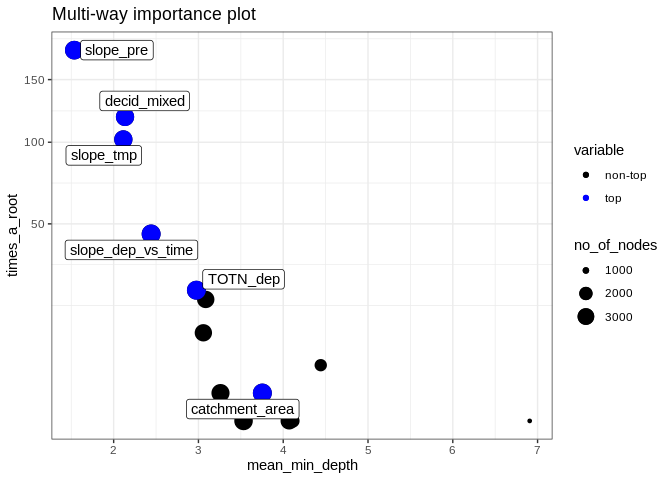 Multi-way importance plot
slope_pre
decid_mixed
slope_tmp
slope_dep_vs_time
TOTN_dep
catchment_area
150
100
50
times_a_root
2 3 4 5 6 7
mean_min_depth
variable
non-top
top
no_of_nodes
1000
2000
3000